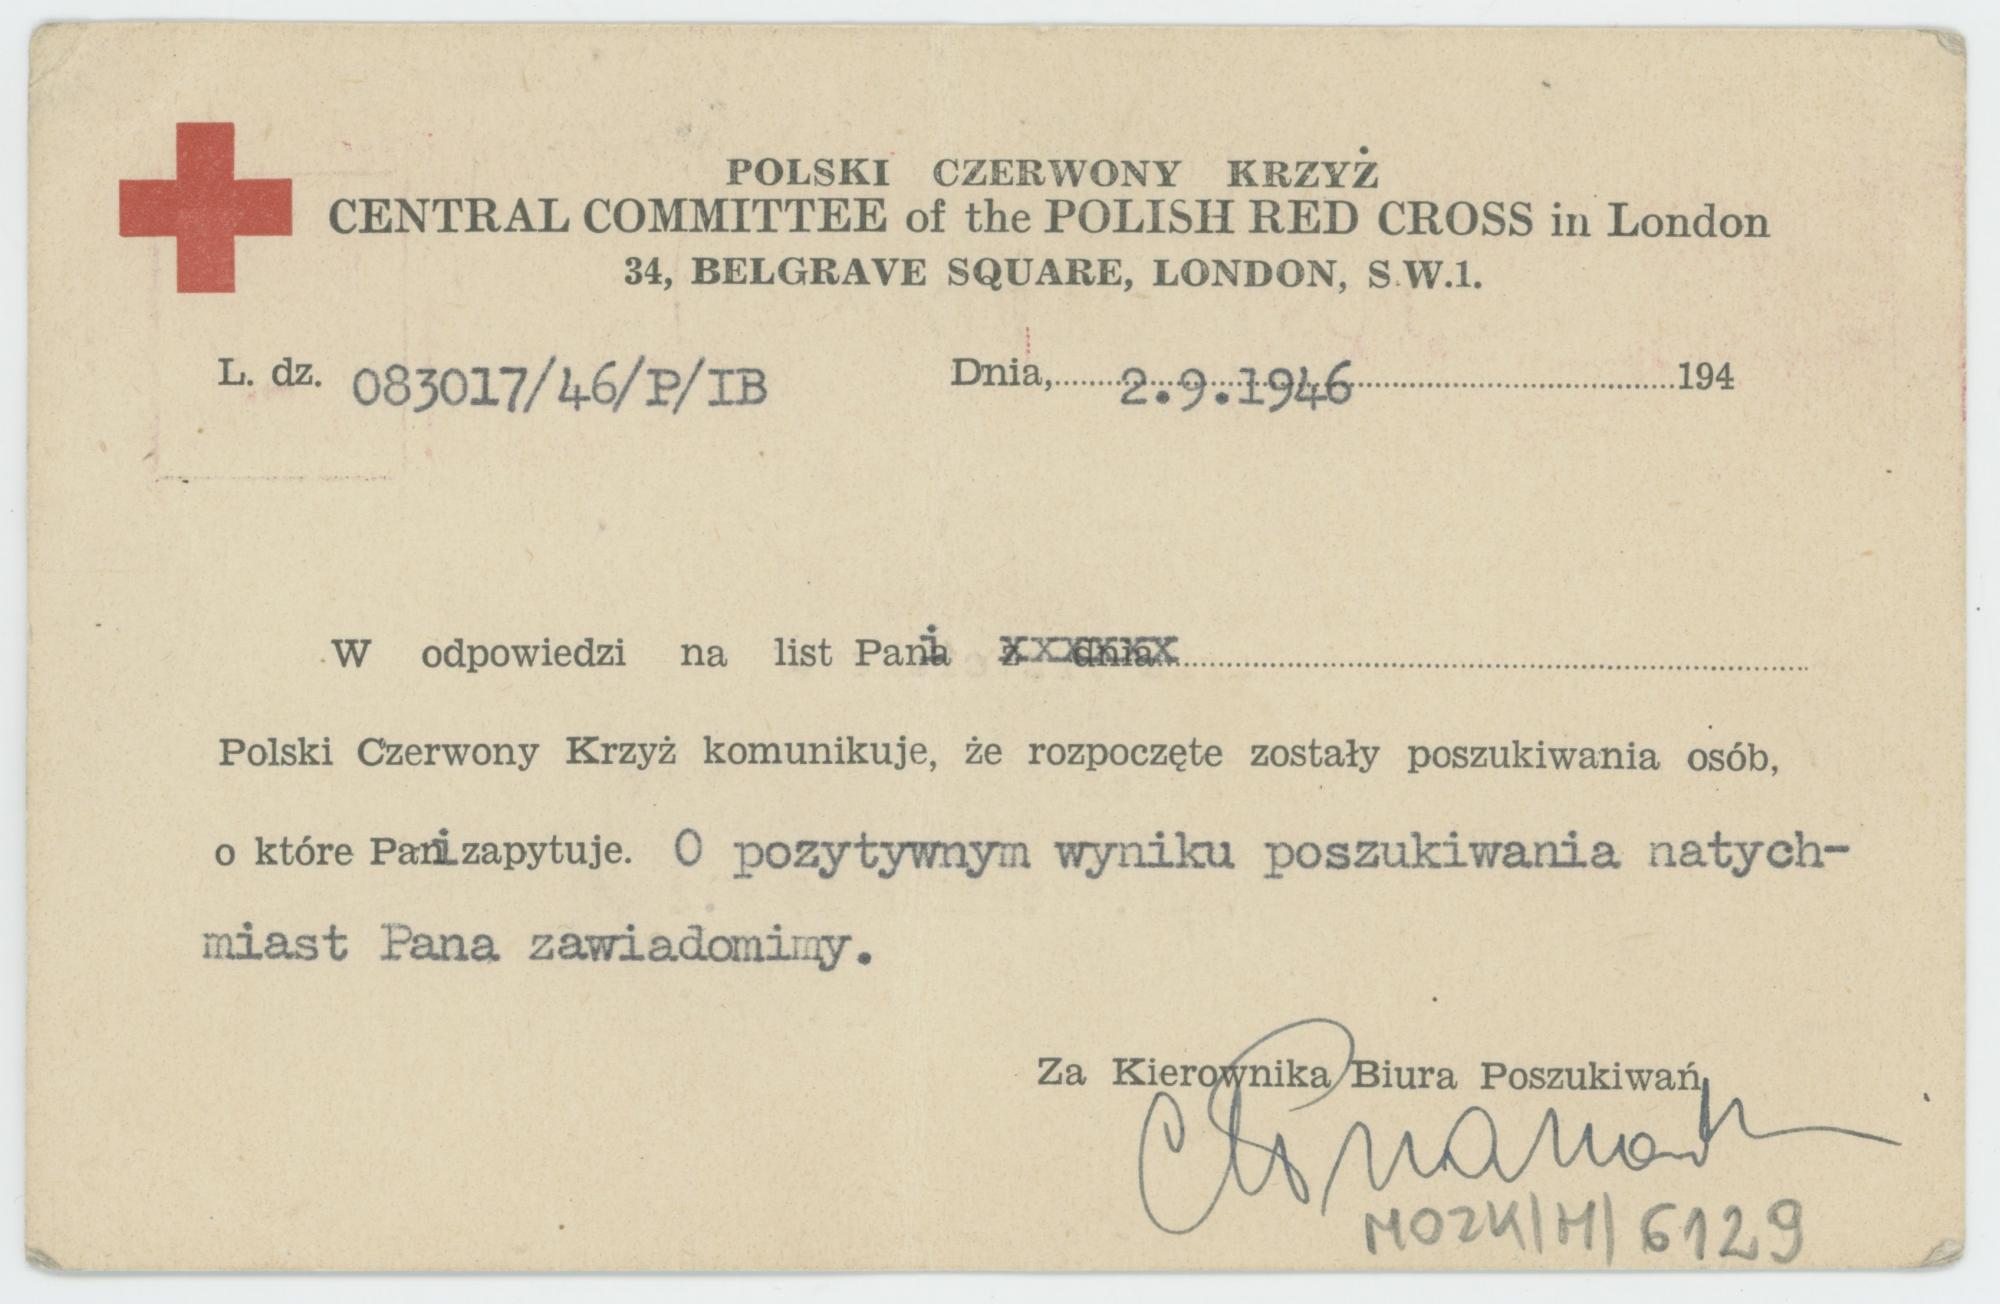 POLSKI CZERWONY KRZYŻ
CENTRAL COMMITTEE of the POLISH RED CROSS in London
34, BELGRAVE SQUARE, LONDON, S.W.1.
L. dz. 083017/46/P/IB Dnia, 2.9.1946 194
W odpowiedzi na list Pani z dnia
Polski Czerwony Krzyż komunikuje, że rozpoczęte zostały poszukiwania osób,
o które Pani zapytuje. O pozytywnym wyniku poszukiwania natych-
miast Pana zawiadomimy.
Za Kierownika Biura Poszukiwań
MOZK/H/6129